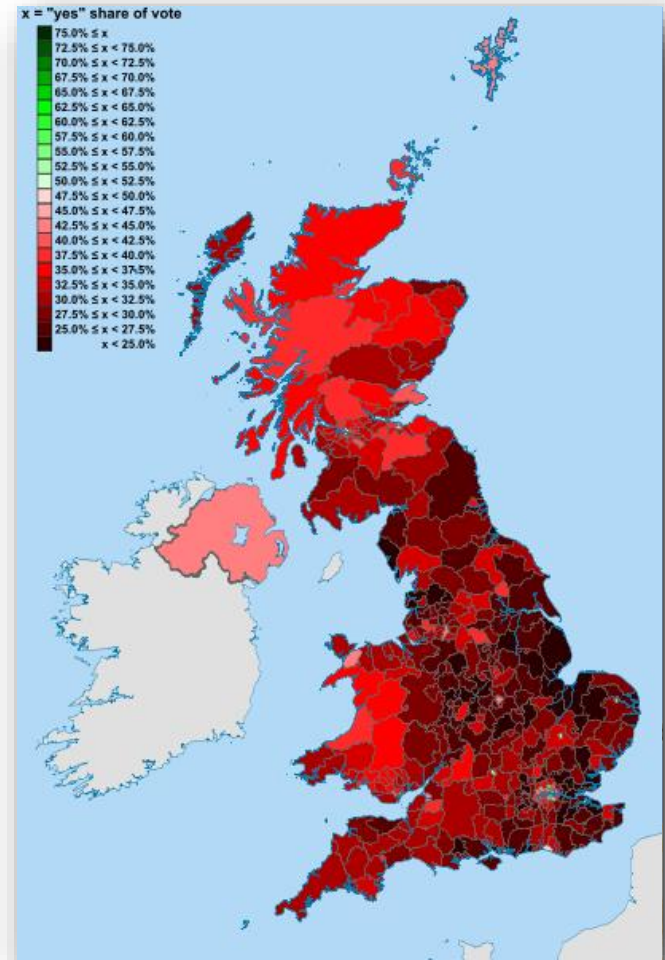 x = "yes" share of vote
75.0% ≤ x
72.5% ≤ x < 75.0%
70.0% ≤ x < 72.5%
67.5% ≤ x < 70.0%
65.0% ≤ x < 67.5%
62.5% ≤ x < 65.0%
60.0% ≤ x < 62.5%
57.5% ≤ x < 60.0%
55.0% ≤ x < 57.5%
52.5% ≤ x < 55.0%
50.0% ≤ x < 52.5%
47.5% ≤ x < 50.0%
45.0% ≤ x < 47.5%
42.5% ≤ x < 45.0%
40.0% ≤ x < 42.5%
37.5% ≤ x < 40.0%
35.0% ≤ x < 37.5%
32.5% ≤ x < 35.0%
30.0% ≤ x < 32.5%
27.5% ≤ x < 30.0%
25.0% ≤ x < 27.5%
x < 25.0%